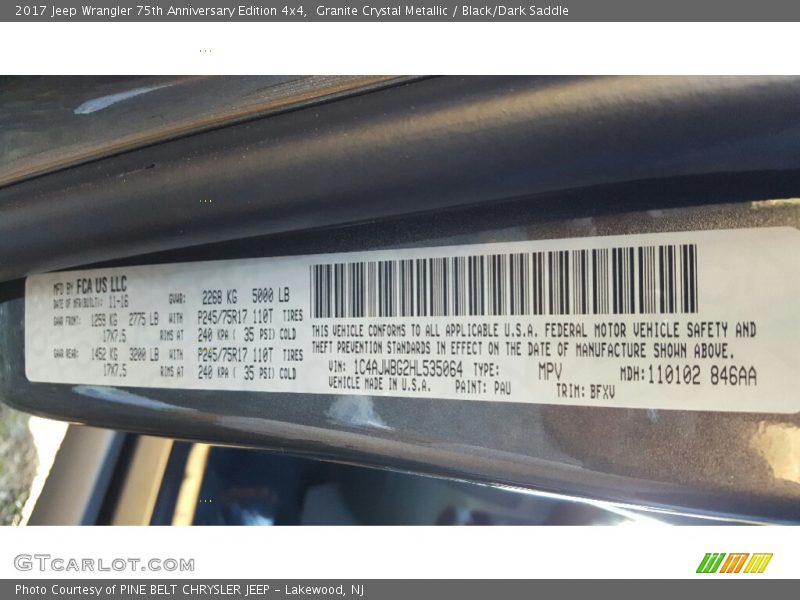 2017 Jeep Wrangler 75th Anniversary Edition 4x4,  Granite Crystal Metallic / Black/Dark Saddle
MFD BY FCA US LLC
DATE OF MFR(BUILT): 11-16 GVWR: 2268 KG 5000 LB
GAWR FRONT: 1259 KG 2775 LB WITH P245/75R17 110T TIRES
17X7.5 RIMS AT 240 KPA ( 35 PSI) COLD
GAWR REAR: 1452 KG 3200 LB WITH P245/75R17 110T TIRES
17X7.5 RIMS AT 240 KPA ( 35 PSI) COLD
THIS VEHICLE CONFORMS TO ALL APPLICABLE U.S.A. FEDERAL MOTOR VEHICLE SAFETY AND
THEFT PREVENTION STANDARDS IN EFFECT ON THE DATE OF MANUFACTURE SHOWN ABOVE.
VIN: 1C4AJWBG2HL535064 TYPE: MPV MDH: 110102 846AA
VEHICLE MADE IN U.S.A. PAINT: PAU TRIM: BFXV
GTCARLOT.COM
Photo Courtesy of PINE BELT CHRYSLER JEEP - Lakewood, NJ